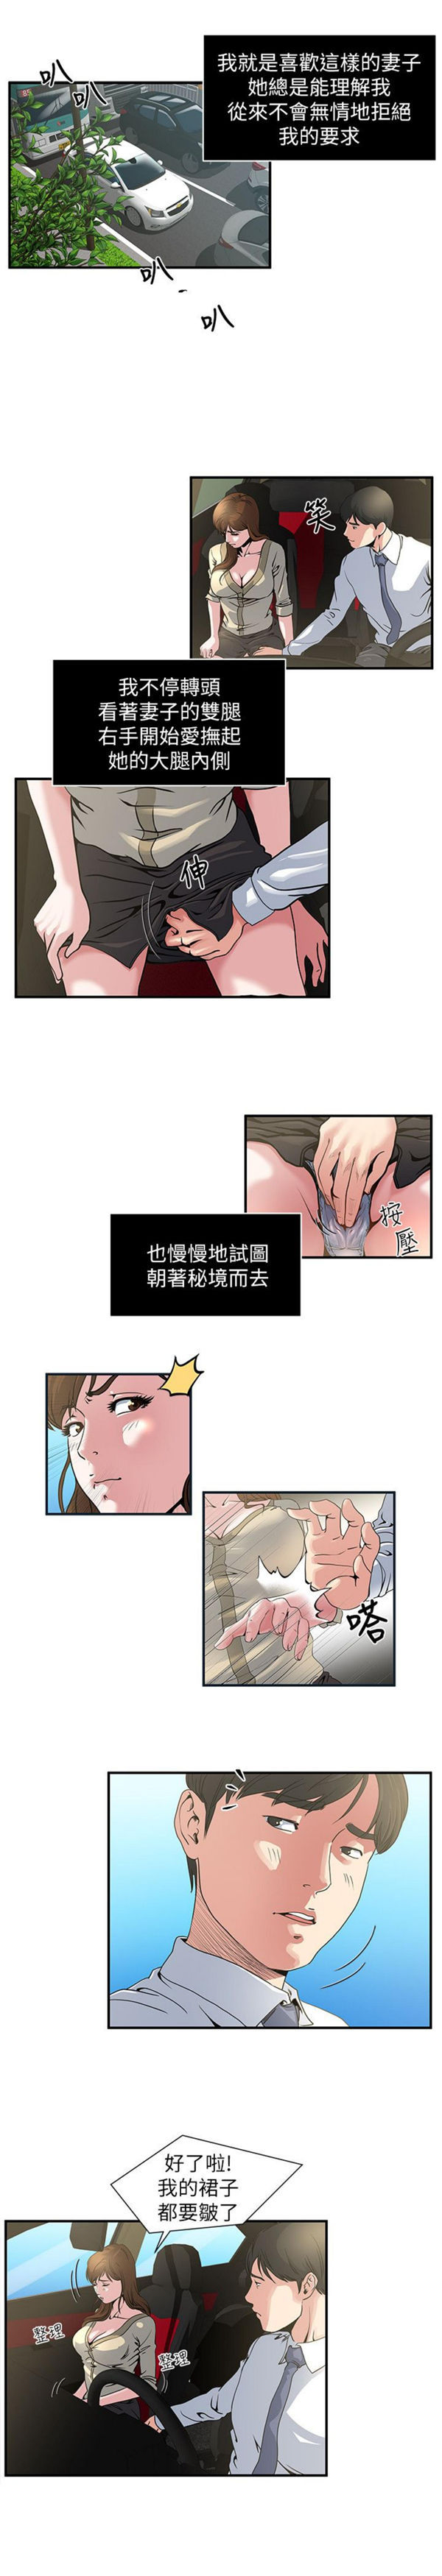 叭
叭
我就是喜歡這樣的妻子
她總是能理解我
從來不會無情地拒絕
我的要求
叭
叭
笑
我不停轉頭
看著妻子的雙腿
右手開始愛撫起
她的大腿內側
伸
按
壓
也慢慢地試圖
朝著秘境而去
嗒
好了啦!
我的裙子
都要皺了
整理
整理